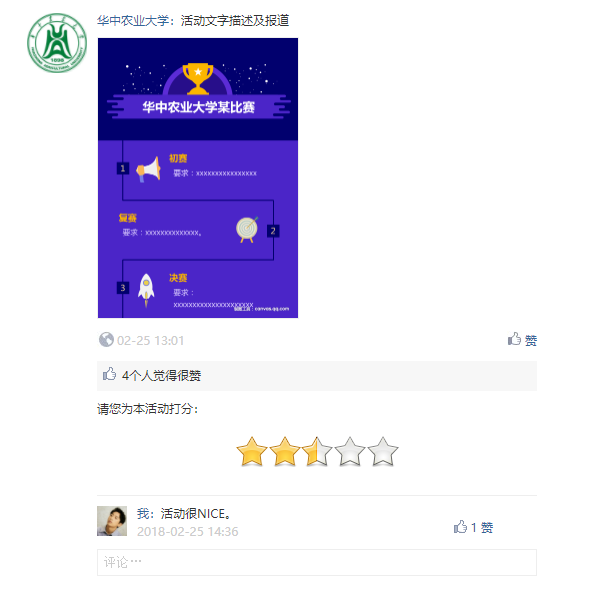 华中农业大学：活动文字描述及报道
华中农业大学某比赛
1
初赛
要求：xxxxxxxxxxxxxxxx
复赛
要求：xxxxxxxxxxxxxx。
2
3
决赛
要求：
xxxxxxxxxxxxxxxxxxxxx
02-25 13:01
赞
4个人觉得很赞
请您为本活动打分：
我：活动很NICE。
2018-02-25 14:36
1 赞
评论…